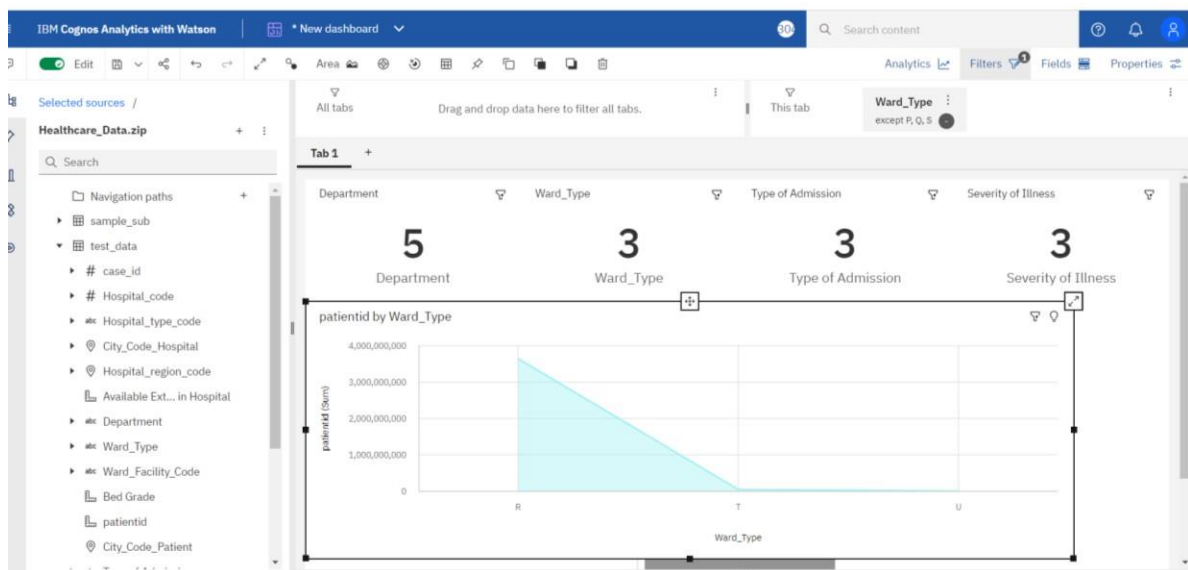 IBM Cognos Analytics with Watson
* New dashboard
Search content
Edit
Area
Analytics
Filters
1
Fields
Properties
Selected sources /
Healthcare_Data.zip
Search
Navigation paths
sample_sub
test_data
# case_id
# Hospital_code
abc Hospital_type_code
City_Code_Hospital
Hospital_region_code
Available Ext... in Hospital
abc Department
abc Ward_Type
abc Ward_Facility_Code
Bed Grade
patientid
City_Code_Patient
All tabs
Drag and drop data here to filter all tabs.
This tab
Ward_Type
except P, Q, S
Tab 1 +
Department
5
Department
Ward_Type
3
Ward_Type
Type of Admission
3
Type of Admission
Severity of Illness
3
Severity of Illness
patientid by Ward_Type
patientid (Sum)
4,000,000,000
3,000,000,000
2,000,000,000
1,000,000,000
0
R T U
Ward_Type